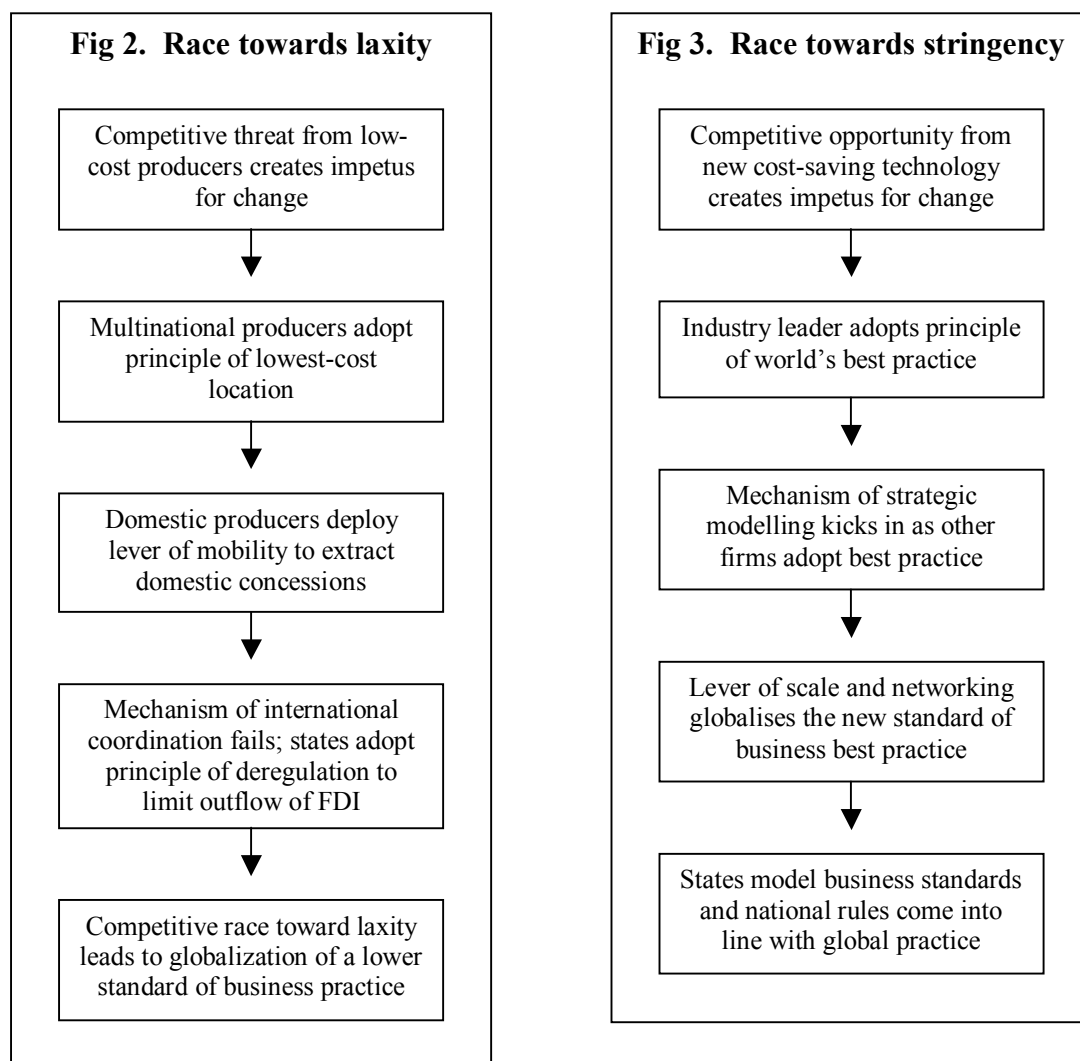 Fig 2. Race towards laxity
Competitive threat from low-
cost producers creates impetus
for change
Multinational producers adopt
principle of lowest-cost
location
Domestic producers deploy
lever of mobility to extract
domestic concessions
Mechanism of international
coordination fails; states adopt
principle of deregulation to
limit outflow of FDI
Competitive race toward laxity
leads to globalization of a lower
standard of business practice
Fig 3. Race towards stringency
Competitive opportunity from
new cost-saving technology
creates impetus for change
Industry leader adopts principle
of world's best practice
Mechanism of strategic
modelling kicks in as other
firms adopt best practice
Lever of scale and networking
globalises the new standard of
business best practice
States model business standards
and national rules come into
line with global practice